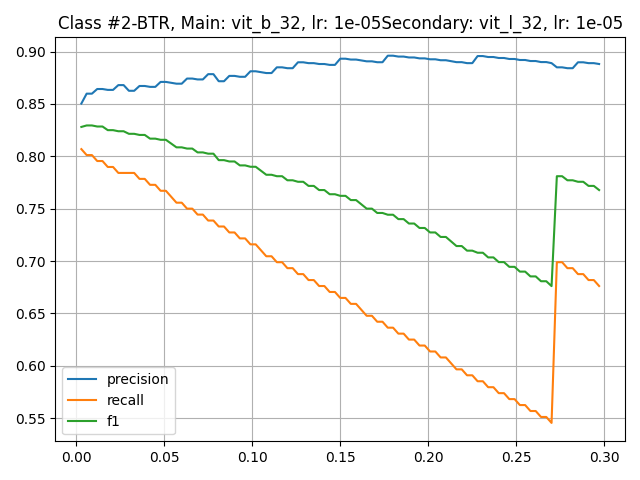 Class #2-BTR, Main: vit_b_32, lr: 1e-05Secondary: vit_l_32, lr: 1e-05
0.90
0.85
0.80
0.75
0.70
0.65
0.60
0.55
precision
recall
f1
0.00 0.05 0.10 0.15 0.20 0.25 0.30